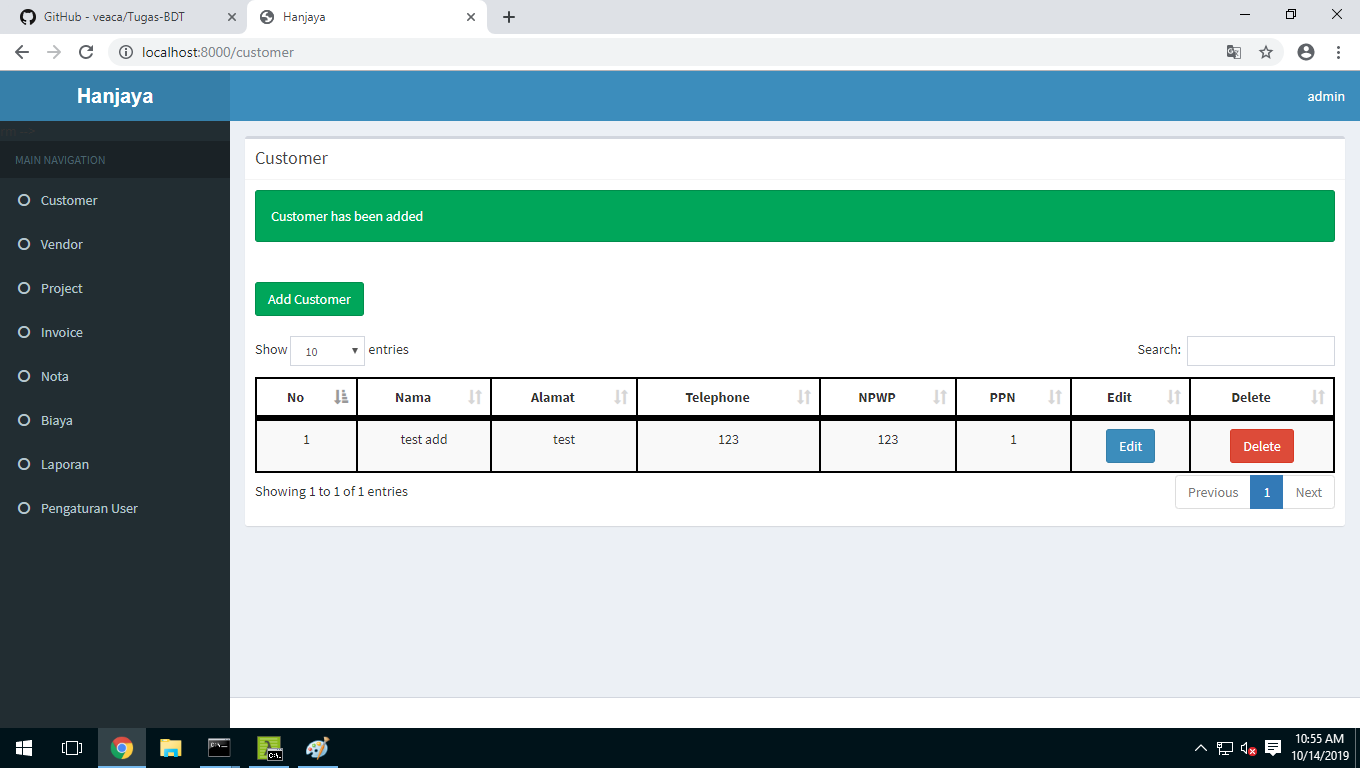 GitHub - veaca/Tugas-BDT
Hanjaya
localhost:8000/customer
Hanjaya
admin
MAIN NAVIGATION
Customer
Vendor
Project
Invoice
Nota
Biaya
Laporan
Pengaturan User
Customer
Customer has been added
Add Customer
Show 10 entries
Search:
No Nama Alamat Telephone NPWP PPN Edit Delete
1 test add test 123 123 1 Edit Delete
Showing 1 to 1 of 1 entries
Previous 1 Next
10:55 AM
10/14/2019